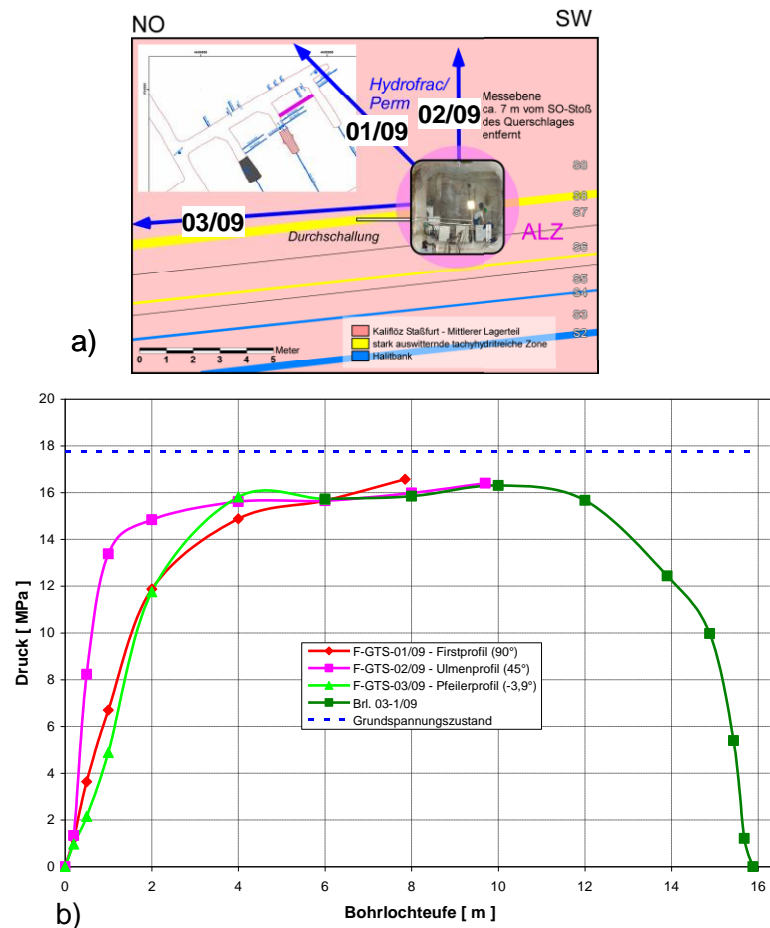 NO
SW
Hydrofrac/
Perm
01/09
02/09
Messebene
ca. 7 m vom SO-Stoß
des Querschlages
entfernt
03/09
Durchschallung
ALZ
S9
S8
S7
S6
S5
S4
S3
S2
Kaliflöz Staßfurt - Mittlerer Lagerteil
stark auswitternde tachyhydritreiche Zone
Halitbank
0 1 2 3 4 5 Meter
a)
20
18
16
14
12
10
8
6
4
2
0
Druck [ MPa]
F-GTS-01/09 - Firstprofil (90°)
F-GTS-02/09 - Ulmenprofil (45°)
F-GTS-03/09 - Pfeilerprofil (-3,9°)
Brl. 03-1/09
Grundspannungszustand
0 2 4 6 8 10 12 14 16
Bohrlochteufe [ m ]
b)